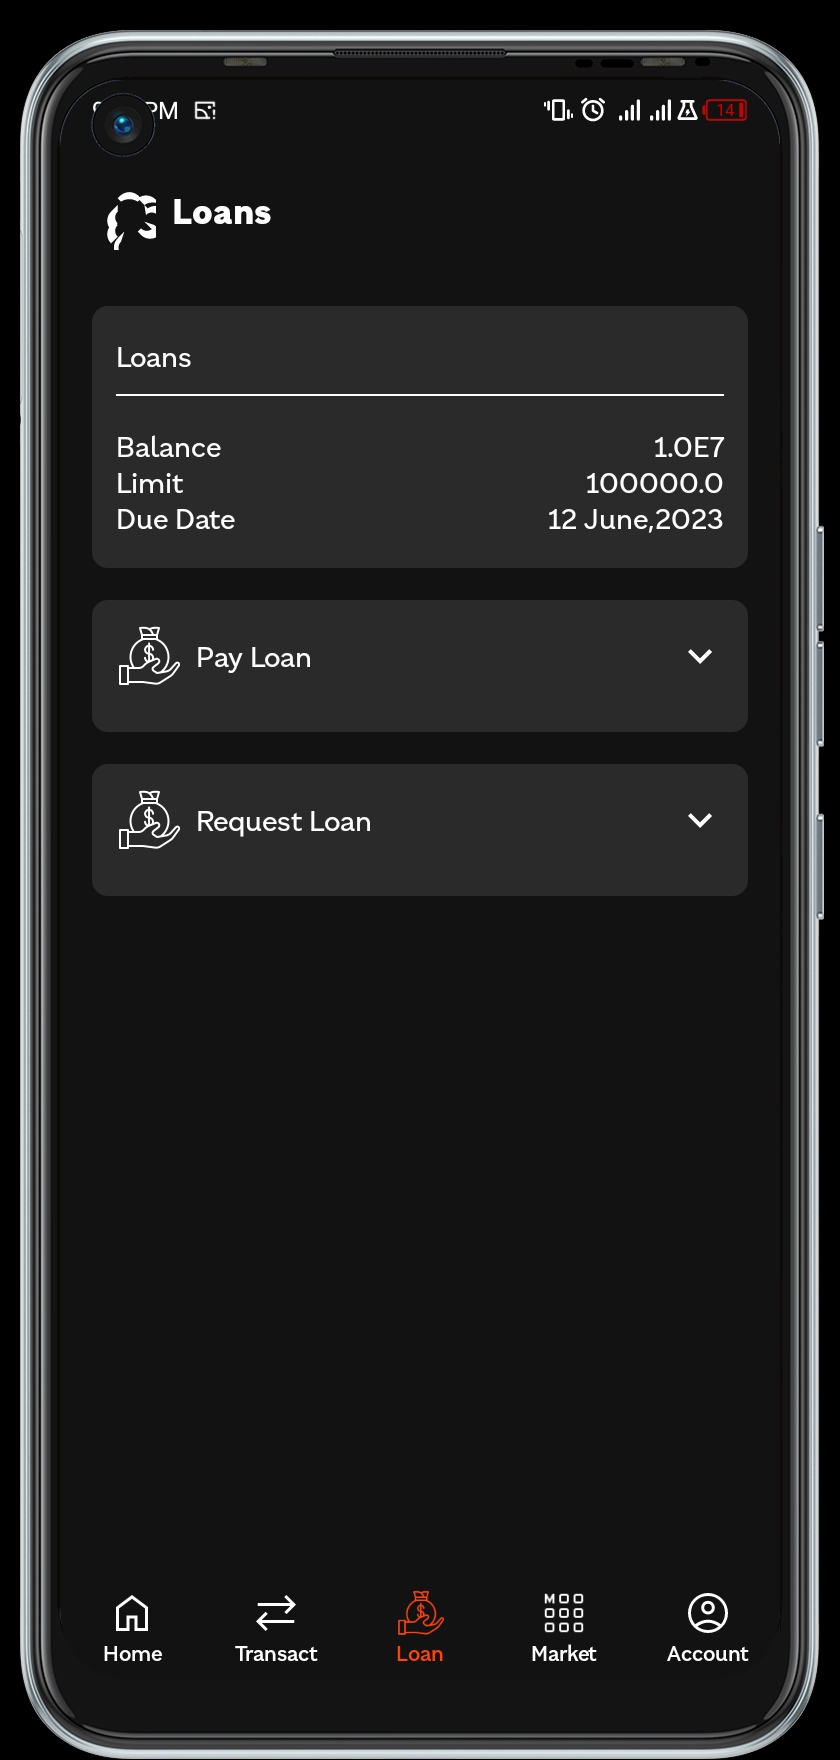 PM
14
Loans
Loans
Balance 1.0E7
Limit 100000.0
Due Date 12 June,2023
Pay Loan
Request Loan
Home Transact Loan Market Account